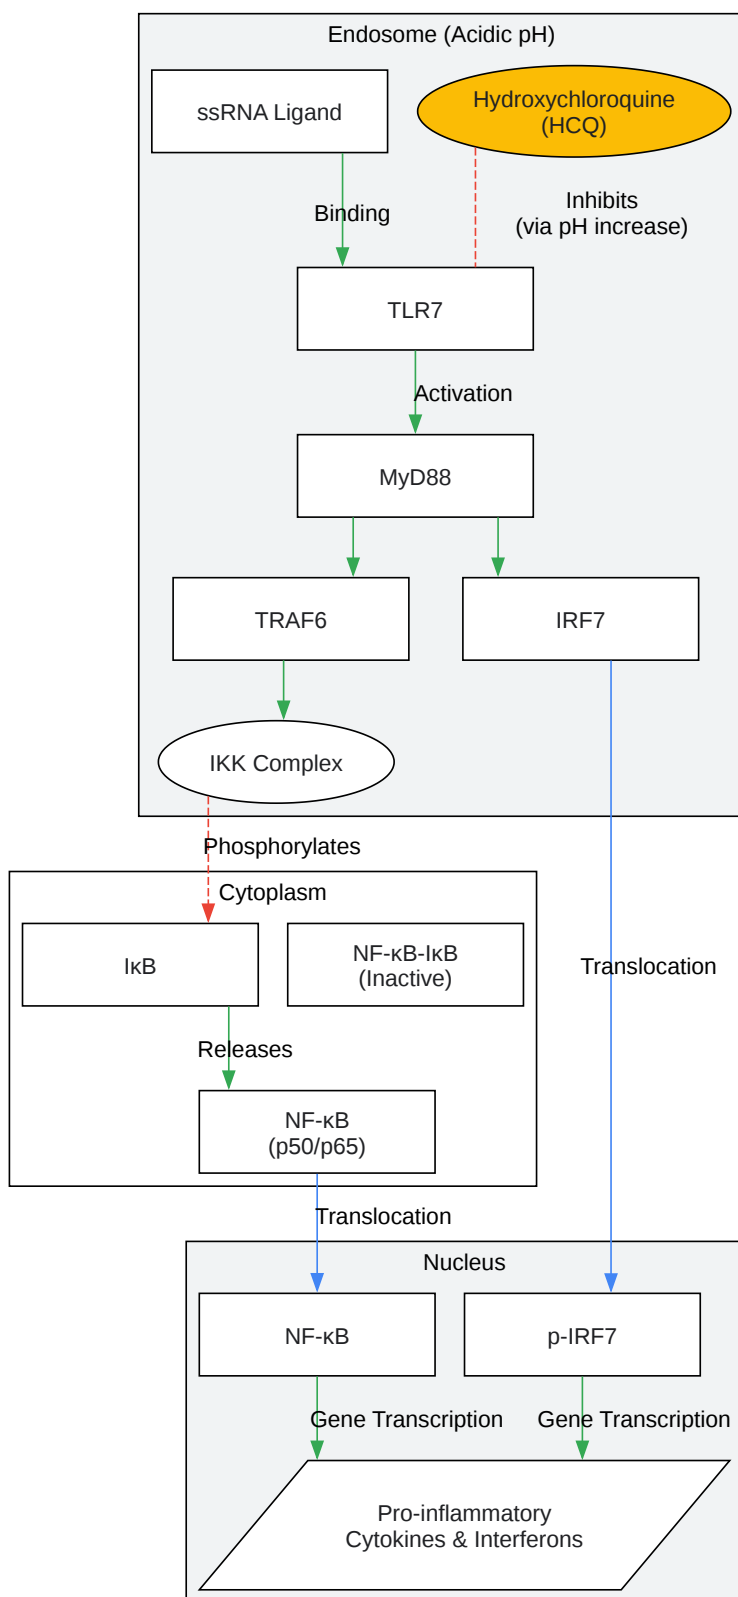 Endosome (Acidic pH)
ssRNA Ligand
Hydroxychloroquine
(HCQ)
Binding
Inhibits
(via pH increase)
TLR7
Activation
MyD88
TRAF6
IRF7
IKK Complex
Phosphorylates
Cytoplasm
IκB
NF-κB-IκB
(Inactive)
Translocation
Releases
NF-κB
(p50/p65)
Translocation
Nucleus
NF-κB
p-IRF7
Gene Transcription
Gene Transcription
Pro-inflammatory
Cytokines & Interferons